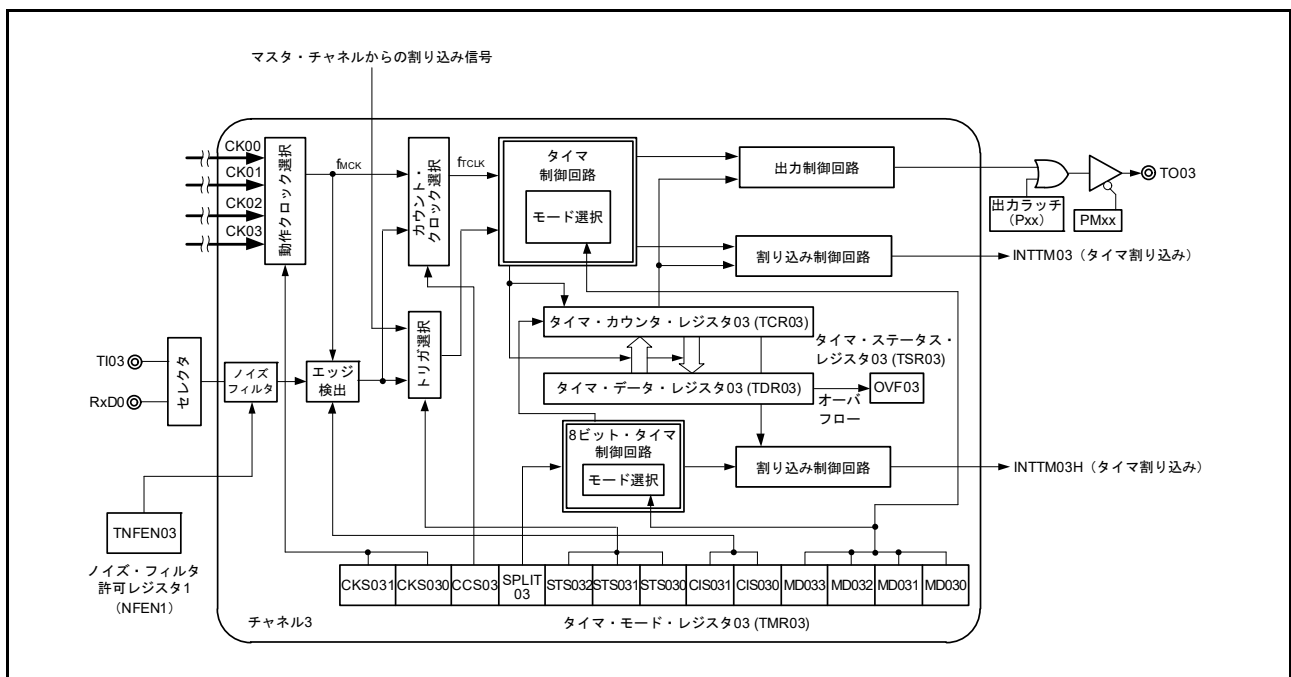 マスタ・チャネルからの割り込み信号
CK00
CK01
CK02
CK03
動作クロック選択
fMCK
カウント・
クロック選択
fTCLK
タイマ
制御回路
モード選択
出力制御回路
出力ラッチ
(Pxx)
PMxx
TO03
割り込み制御回路
INTTM03（タイマ割り込み）
トリガ選択
タイマ・カウンタ・レジスタ03 (TCR03)
タイマ・ステータス・
レジスタ03 (TSR03)
タイマ・データ・レジスタ03 (TDR03)
OVF03
オーバ
フロー
TI03
RxD0
セレクタ
ノイズ
フィルタ
エッジ
検出
8ビット・タイマ
制御回路
モード選択
割り込み制御回路
INTTM03H（タイマ割り込み）
TNFEN03
ノイズ・フィルタ
許可レジスタ1
(NFEN1)
CKS031
CKS030
CCS03
SPLIT
03
STS032
STS031
STS030
CIS031
CIS030
MD033
MD032
MD031
MD030
チャネル3
タイマ・モード・レジスタ03 (TMR03)